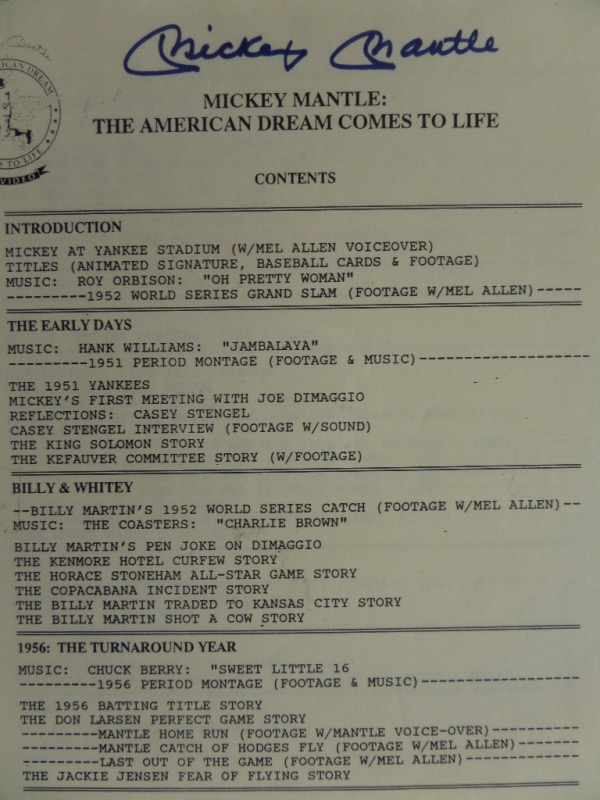 Mickey Mantle
MICKEY MANTLE:
THE AMERICAN DREAM COMES TO LIFE
ICAN DREAM
S TO LIFE
VIDEO
CONTENTS
INTRODUCTION
MICKEY AT YANKEE STADIUM (W/MEL ALLEN VOICEOVER)
TITLES (ANIMATED SIGNATURE, BASEBALL CARDS & FOOTAGE)
MUSIC: ROY ORBISON: "OH PRETTY WOMAN"
---------1952 WORLD SERIES GRAND SLAM (FOOTAGE W/MEL ALLEN)-----
THE EARLY DAYS
MUSIC: HANK WILLIAMS: "JAMBALAYA"
---------1951 PERIOD MONTAGE (FOOTAGE & MUSIC)-------------------
THE 1951 YANKEES
MICKEY'S FIRST MEETING WITH JOE DIMAGGIO
REFLECTIONS: CASEY STENGEL
CASEY STENGEL INTERVIEW (FOOTAGE W/SOUND)
THE KING SOLOMON STORY
THE KEFAUVER COMMITTEE STORY (W/FOOTAGE)
BILLY & WHITEY
--BILLY MARTIN'S 1952 WORLD SERIES CATCH (FOOTAGE W/MEL ALLEN)--
MUSIC: THE COASTERS: "CHARLIE BROWN"
BILLY MARTIN'S PEN JOKE ON DIMAGGIO
THE KENMORE HOTEL CURFEW STORY
THE HORACE STONEHAM ALL-STAR GAME STORY
THE COPACABANA INCIDENT STORY
THE BILLY MARTIN TRADED TO KANSAS CITY STORY
THE BILLY MARTIN SHOT A COW STORY
1956: THE TURNAROUND YEAR
MUSIC: CHUCK BERRY: "SWEET LITTLE 16
---------1956 PERIOD MONTAGE (FOOTAGE & MUSIC)------------------
THE 1956 BATTING TITLE STORY
THE DON LARSEN PERFECT GAME STORY
---------MANTLE HOME RUN (FOOTAGE W/MANTLE VOICE-OVER)----------
---------MANTLE CATCH OF HODGES FLY (FOOTAGE W/MEL ALLEN)-------
---------LAST OUT OF THE GAME (FOOTAGE W/MEL ALLEN)-------------
THE JACKIE JENSEN FEAR OF FLYING STORY